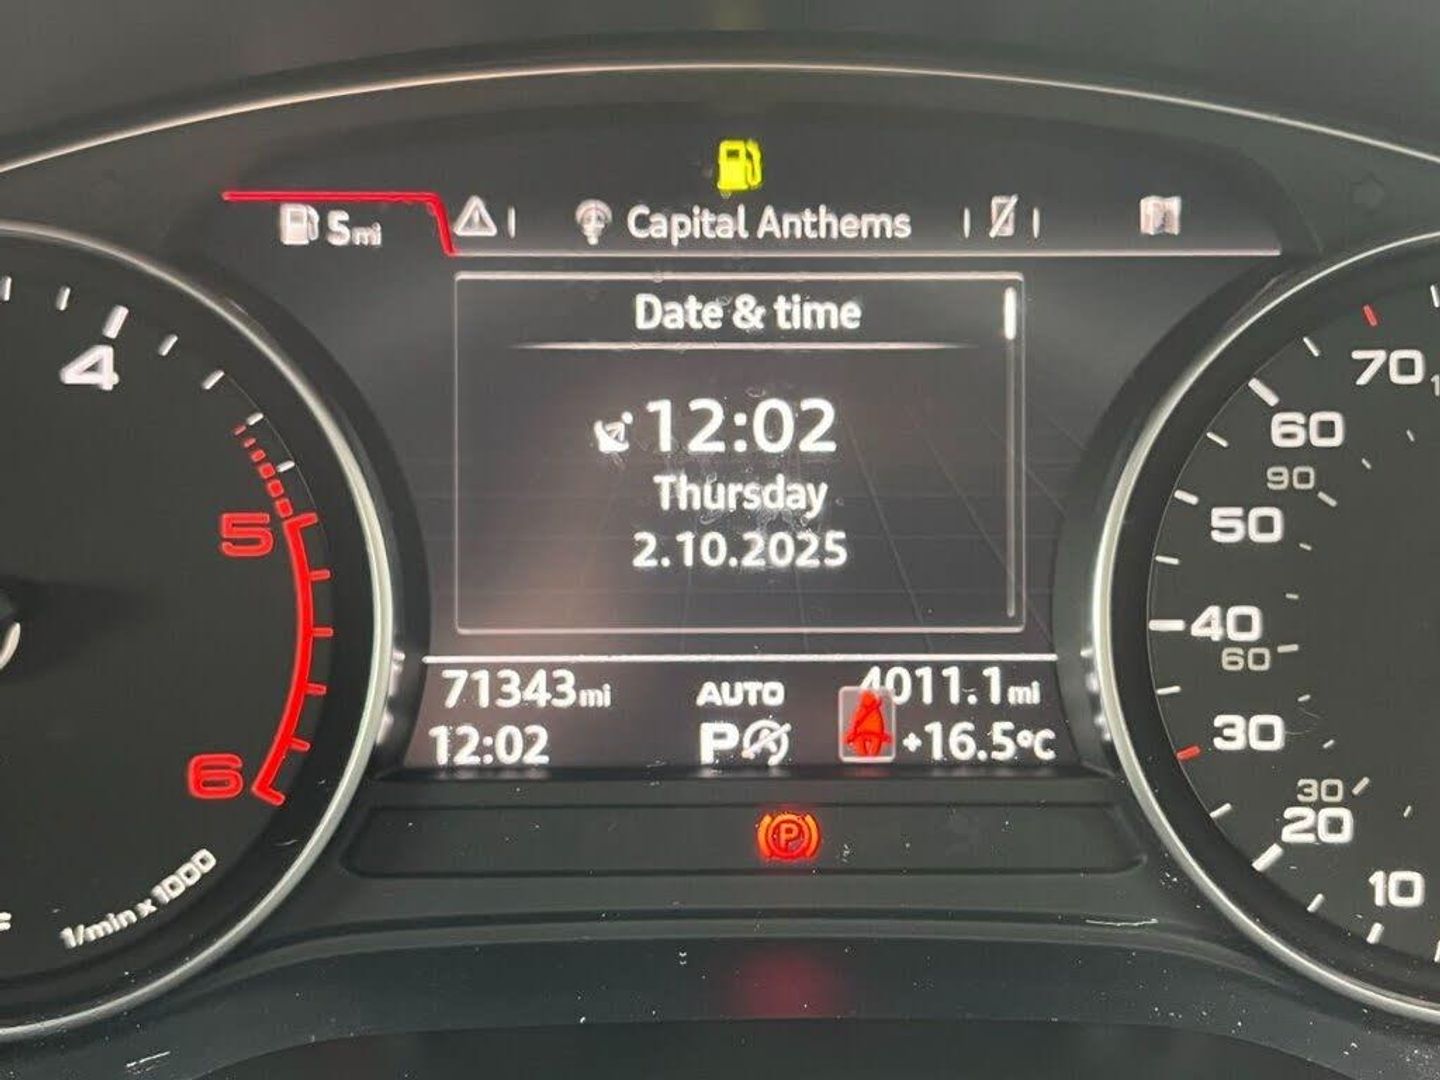 5mi
Capital Anthems
Date & time
12:02
Thursday
2.10.2025
71343mi
AUTO
4011.1mi
12:02
P
+16.5°C
P
4
5
6
1/min x 1000
70
60
90
50
40
60
30
30
20
10